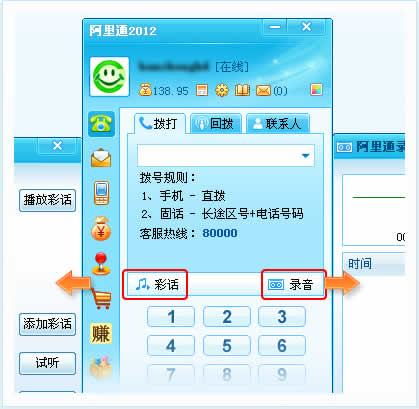 阿里通2012
[在线]
138.95 (0)
拨打 回拨 联系人
阿里通录
播放彩话
拨号规则：
1、手机 - 直拨
2、固话 - 长途区号+电话号码
客服热线：80000
00
时间
彩话 录音
添加彩话
1 2 3
试听
4 5 6
赚
7 8 9